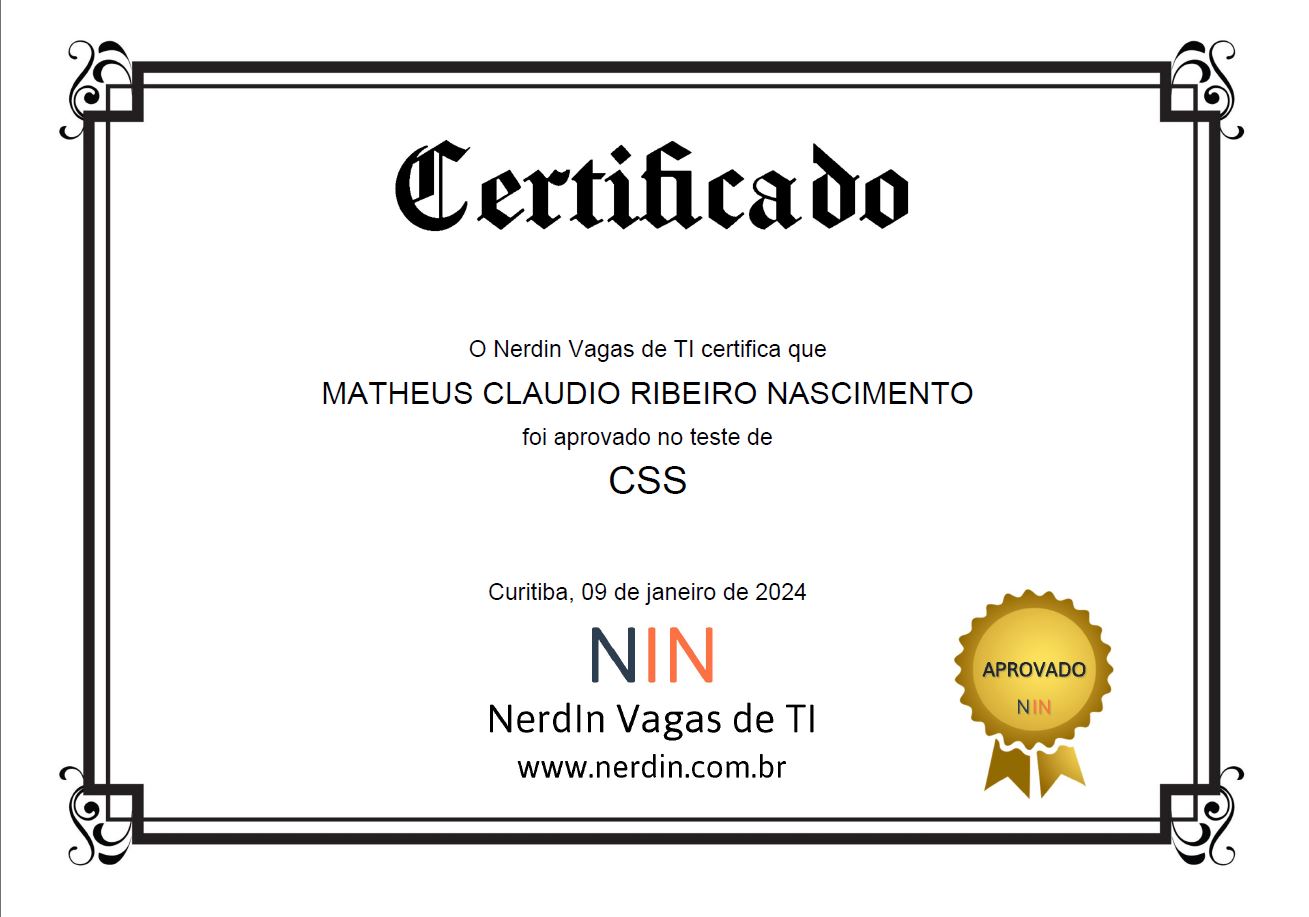 Certificado
O Nerdin Vagas de TI certifica que
MATHEUS CLAUDIO RIBEIRO NASCIMENTO
foi aprovado no teste de
CSS
Curitiba, 09 de janeiro de 2024
NIN
NerdIn Vagas de TI
www.nerdin.com.br
APROVADO
NIN